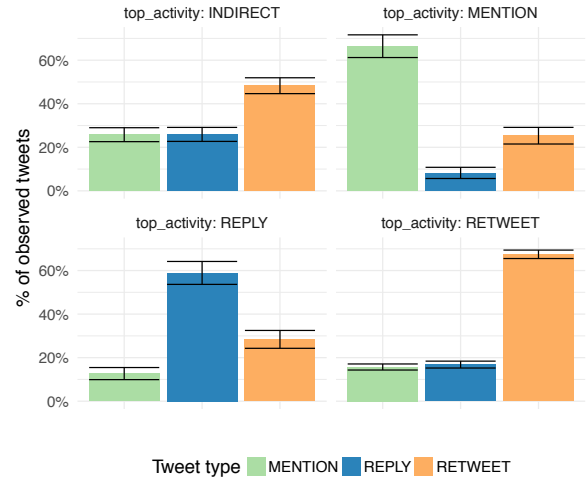 top_activity: INDIRECT
top_activity: MENTION
60%
40%
20%
0%
top_activity: REPLY
top_activity: RETWEET
60%
40%
20%
0%
% of observed tweets
Tweet type MENTION REPLY RETWEET